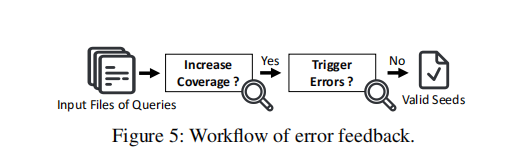 Increase
Coverage ?
Yes
Trigger
Errors ?
No
Input Files of Queries
Valid Seeds
Figure 5: Workflow of error feedback.